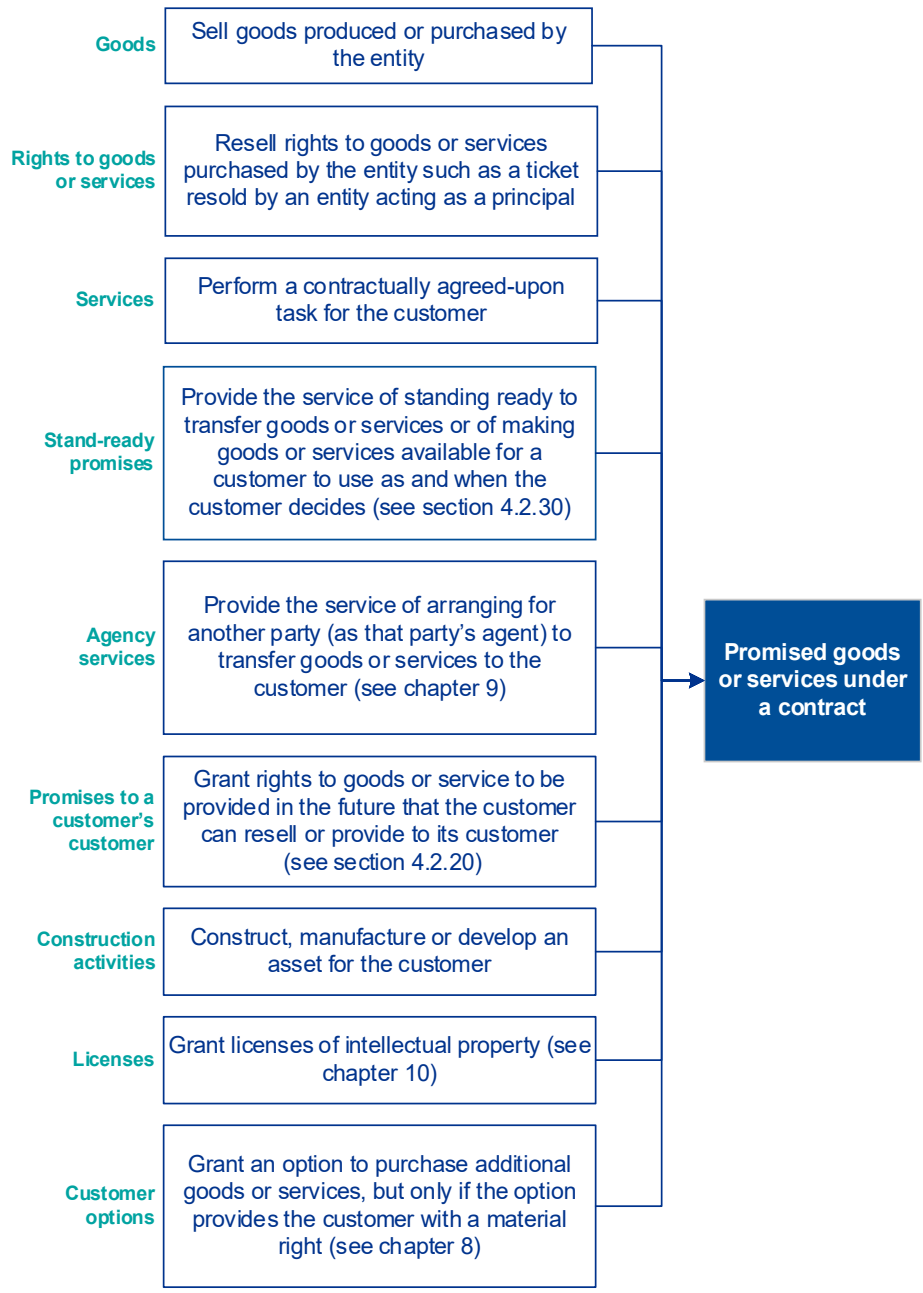 Goods
Sell goods produced or purchased by
the entity
Rights to goods
or services
Resell rights to goods or services
purchased by the entity such as a ticket
resold by an entity acting as a principal
Services
Perform a contractually agreed-upon
task for the customer
Stand-ready
promises
Provide the service of standing ready to
transfer goods or services or of making
goods or services available for a
customer to use as and when the
customer decides (see section 4.2.30)
Agency
services
Provide the service of arranging for
another party (as that party's agent) to
transfer goods or services to the
customer (see chapter 9)
Promises to a
customer's
customer
Grant rights to goods or service to be
provided in the future that the customer
can resell or provide to its customer
(see section 4.2.20)
Construction
activities
Construct, manufacture or develop an
asset for the customer
Licenses
Grant licenses of intellectual property (see
chapter 10)
Customer
options
Grant an option to purchase additional
goods or services, but only if the option
provides the customer with a material
right (see chapter 8)
Promised goods
or services under
a contract